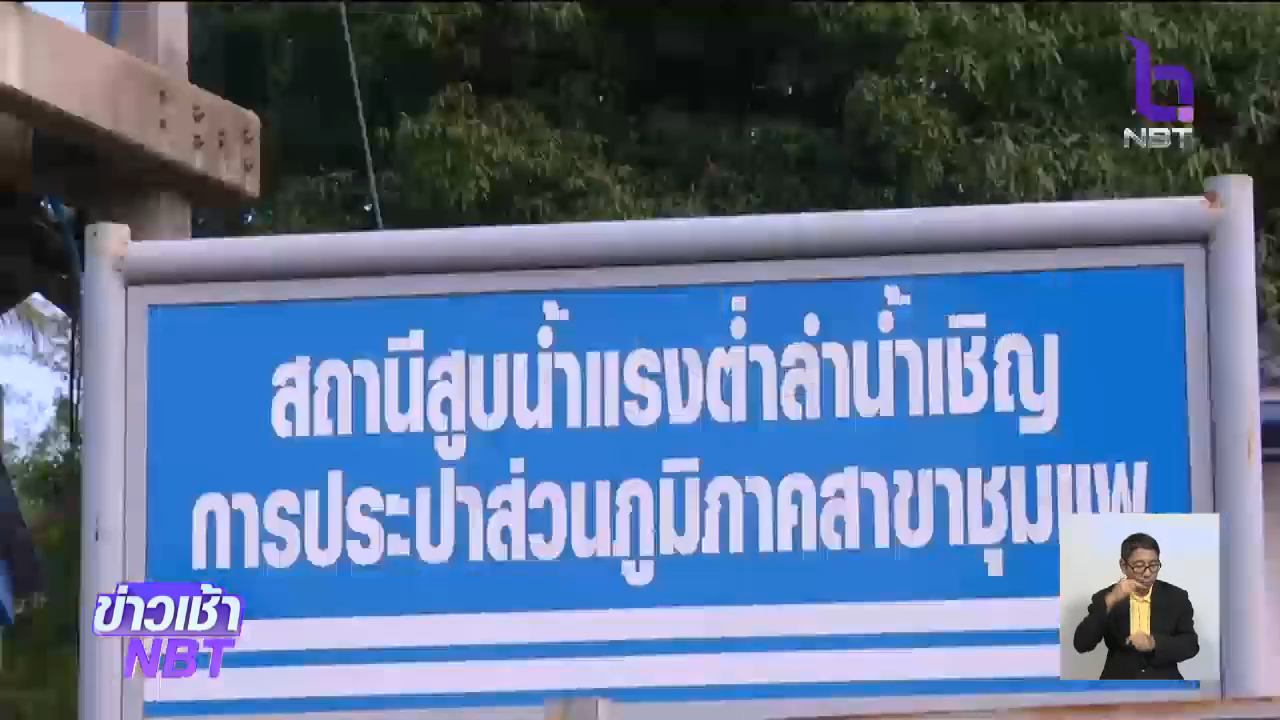 NBT
สถานีสูบน้ำแรงต่ำลำน้ำเชิญ
การประปาส่วนภูมิภาคสาขาชุมแพ
ข่าวเช้า
NBT